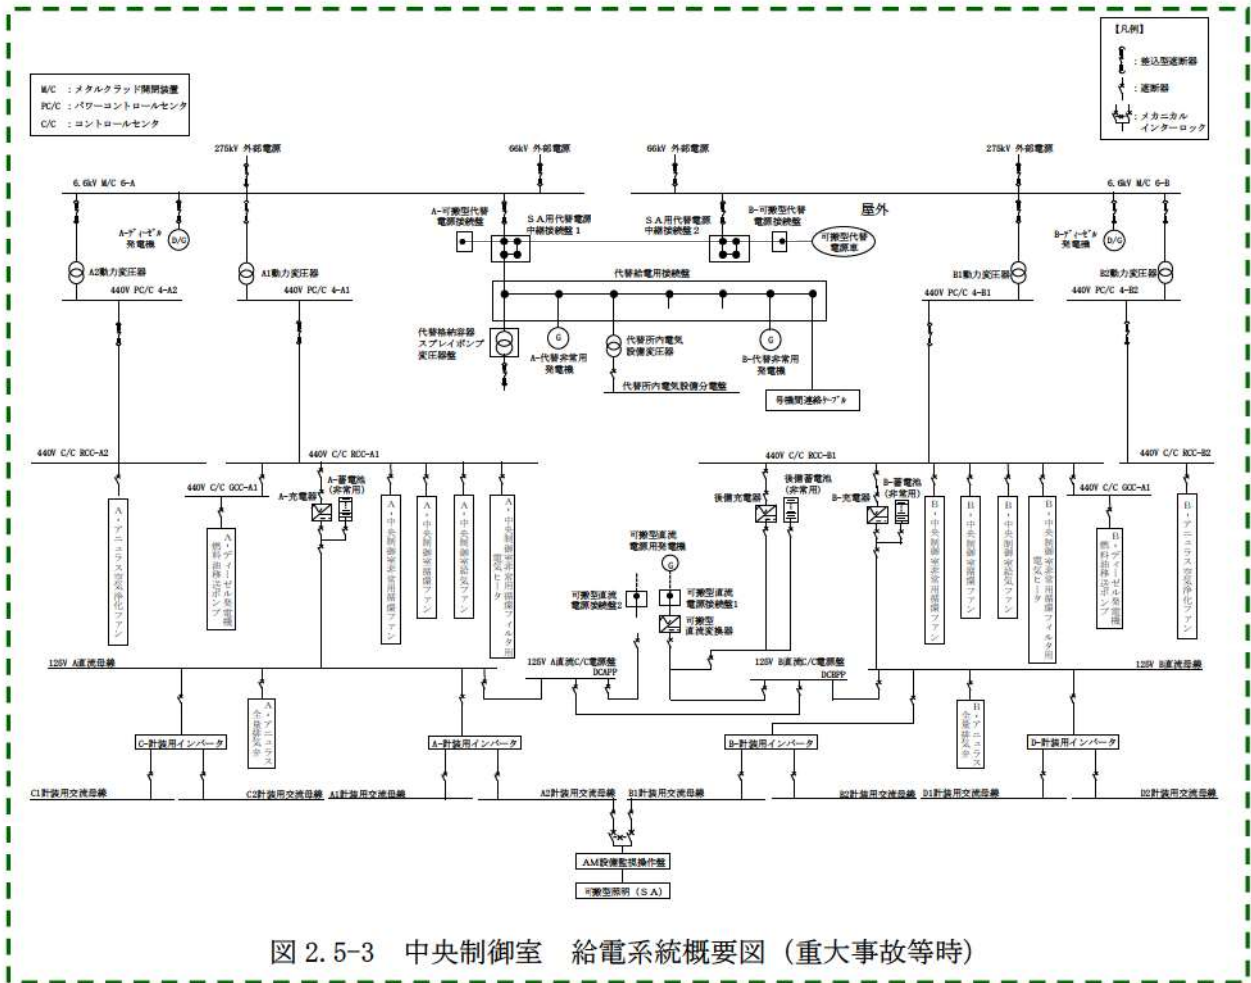 【凡例】
：差込型遮断器
：遮断器
：メカニカル
インターロック
M/C ：メタルクラッド開閉装置
PC/C ：パワーコントロールセンタ
C/C ：コントロールセンタ
275kV 外部電源
66kV 外部電源
66kV 外部電源
275kV 外部電源
6.6kV M/C 6-A
6.6kV M/C 6-B
A-ディーゼル
発電機
D/G
A-可搬型代替
電源接続盤
SA用代替電源
中継接続盤1
SA用代替電源
中継接続盤2
B-可搬型代替
電源接続盤
屋外
可搬型代替
電源車
B-ディーゼル
発電機
D/G
A2動力変圧器
A1動力変圧器
代替給電用接続盤
B1動力変圧器
B2動力変圧器
440V PC/C 4-A2
440V PC/C 4-A1
440V PC/C 4-B1
440V PC/C 4-B2
代替格納容器
スプレイポンプ
変圧器盤
G
A-代替非常用
発電機
代替所内電気
設備変圧器
G
B-代替非常用
発電機
代替所内電気設備分電盤
号機間連絡ケーブル
440V C/C RCC-A2
440V C/C RCC-A1
440V C/C RCC-B1
440V C/C RCC-B2
440V C/C GCC-A1
A-充電器
A-蓄電池
(非常用)
後備充電器
後備蓄電池
(非常用)
B-充電器
B-蓄電池
(非常用)
440V C/C GCC-A1
A・アニュラス空気浄化ファン
A・ディーゼル発電機
燃料油移送ポンプ
A・中央制御室非常用循環ファン
A・中央制御室循環ファン
A・中央制御室給気ファン
A・中央制御室非常用循環フィルタ用
電気ヒータ
B・中央制御室非常用循環ファン
B・中央制御室循環ファン
B・中央制御室給気ファン
B・中央制御室非常用循環フィルタ用
電気ヒータ
B・ディーゼル発電機
燃料油移送ポンプ
B・アニュラス空気浄化ファン
可搬型直流
電源用発電機
G
可搬型直流
電源接続盤2
可搬型直流
電源接続盤1
可搬型
直流変換器
125V A直流母線
125V A直流C/C電源盤
DCAPP
125V B直流C/C電源盤
DCBPP
125V B直流母線
A・アニュラス
全量排気弁
B・アニュラス
全量排気弁
C-計装用インバータ
A-計装用インバータ
B-計装用インバータ
D-計装用インバータ
C1計装用交流母線
C2計装用交流母線
A1計装用交流母線
A2計装用交流母線
B1計装用交流母線
B2計装用交流母線
D1計装用交流母線
D2計装用交流母線
AM設備監視操作盤
可搬型照明（SA）
図 2.5-3 中央制御室 給電系統概要図（重大事故等時）